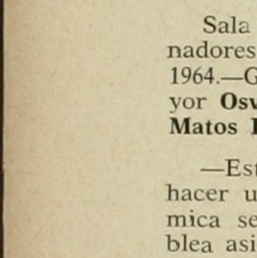 Sala
nadores
1964.—G
yor Osv
Matos
—Est
hacer u
mica se
blea asi